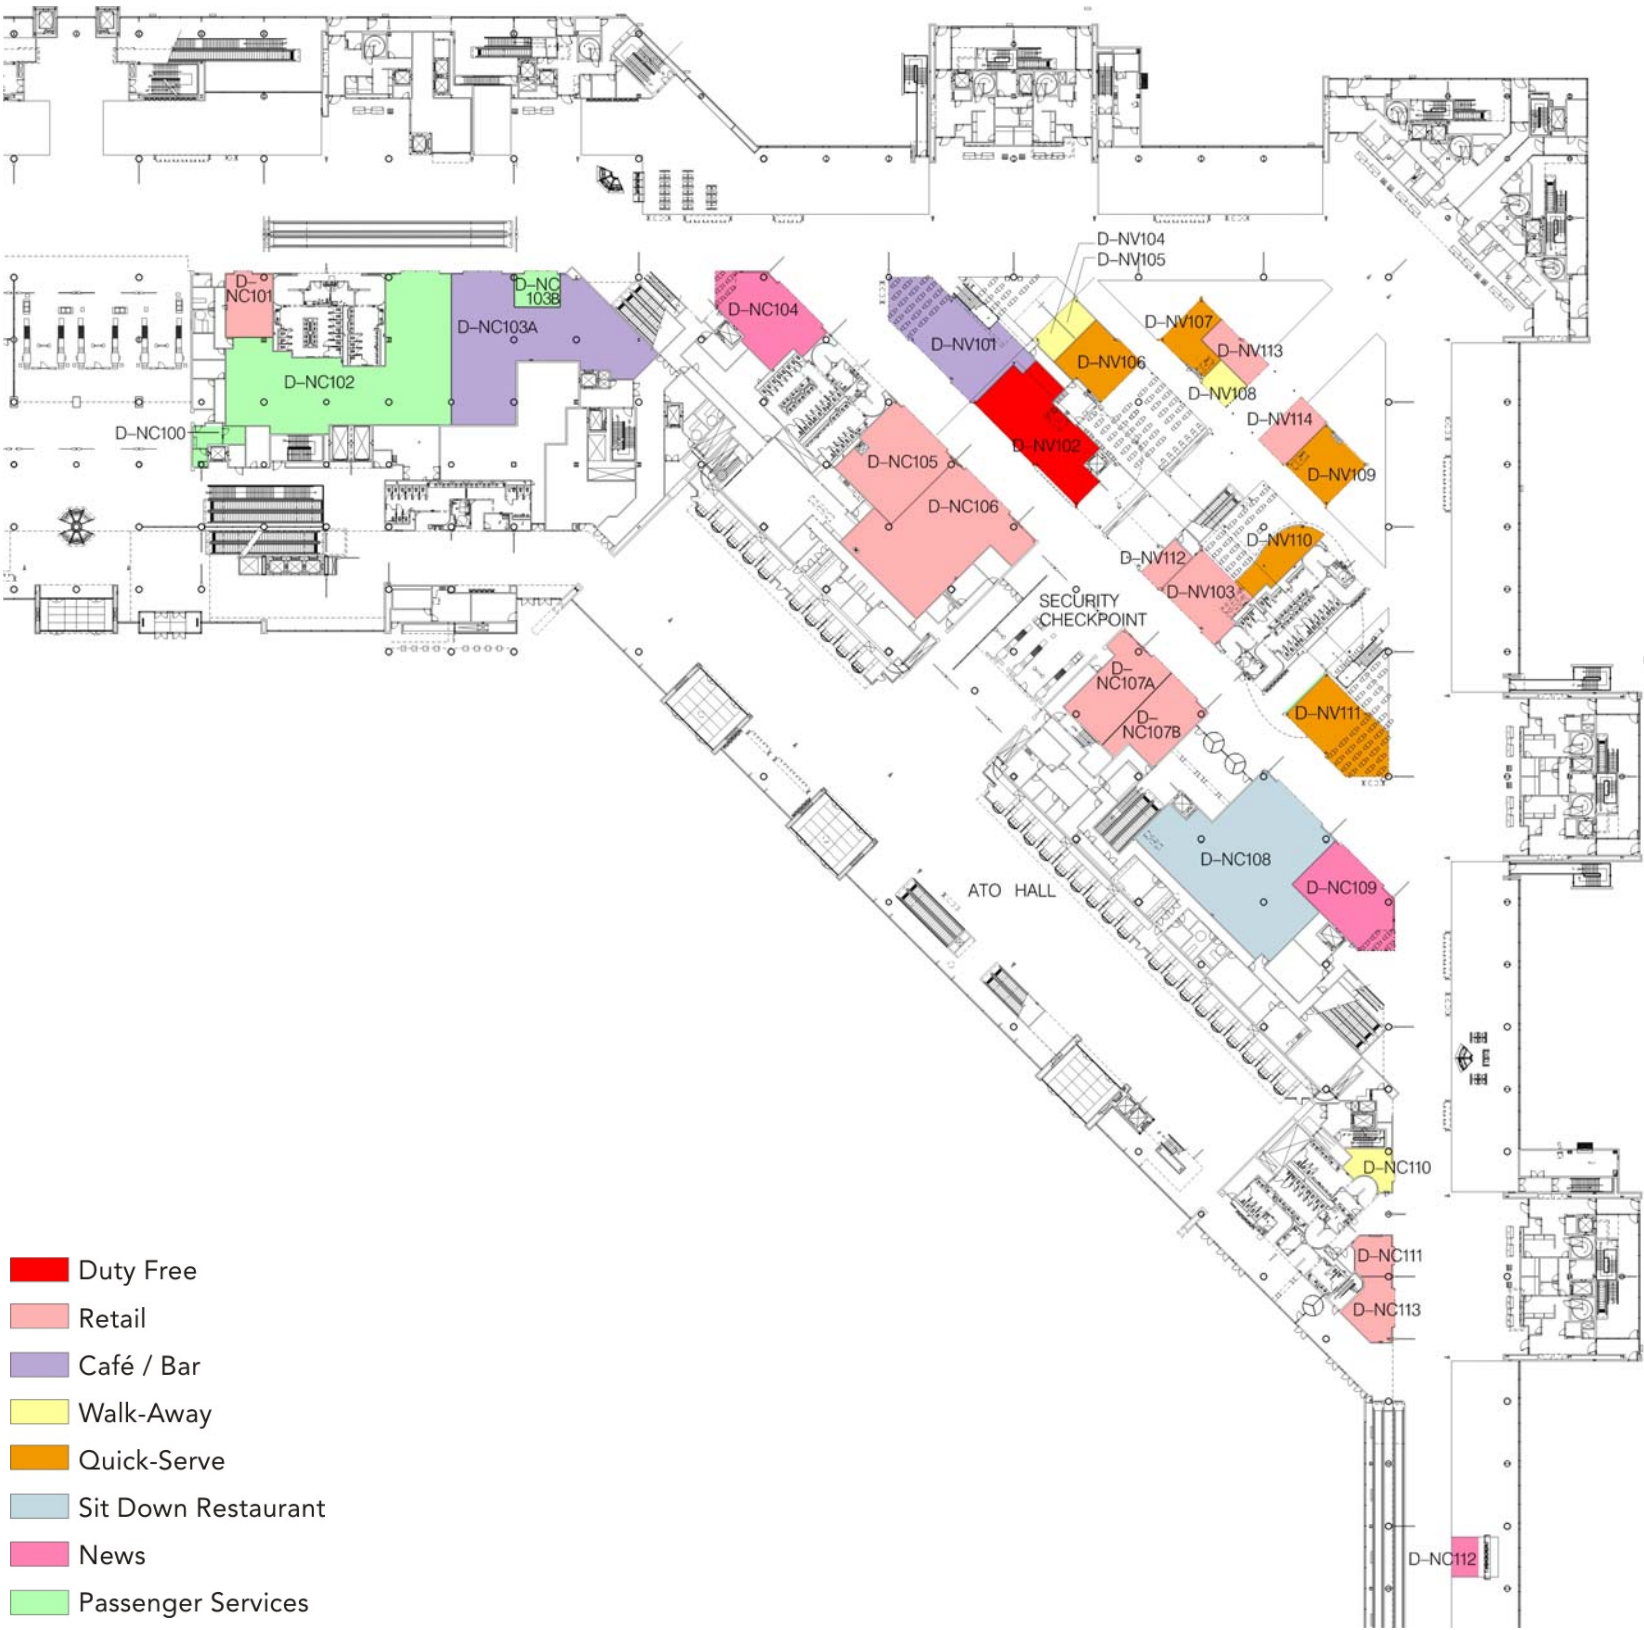 D–NV104
D–NV105
D–
NC101
D–NC
103B
D–NC103A
D–NC104
D–NV101
D–NV106
D–NV107
D–NV113
D–NV108
D–NC102
D–NC100
D–NV114
D–NV102
D–NV109
D–NC105
D–NC106
D–NV110
D–NV112
D–NV103
SECURITY
CHECKPOINT
D–
NC107A
D–
NC107B
D–NV111
D–NC108
D–NC109
ATO HALL
D–NC110
D–NC111
D–NC113
D–NC112
Duty Free
Retail
Café / Bar
Walk-Away
Quick-Serve
Sit Down Restaurant
News
Passenger Services